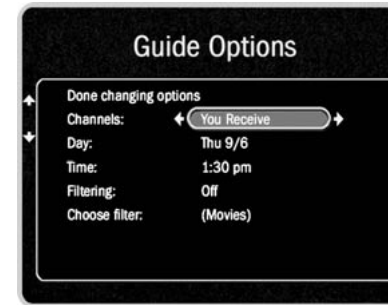 Guide Options
Done changing options
Channels: You Receive
Day: Thu 9/6
Time: 1:30 pm
Filtering: Off
Choose filter: (Movies)